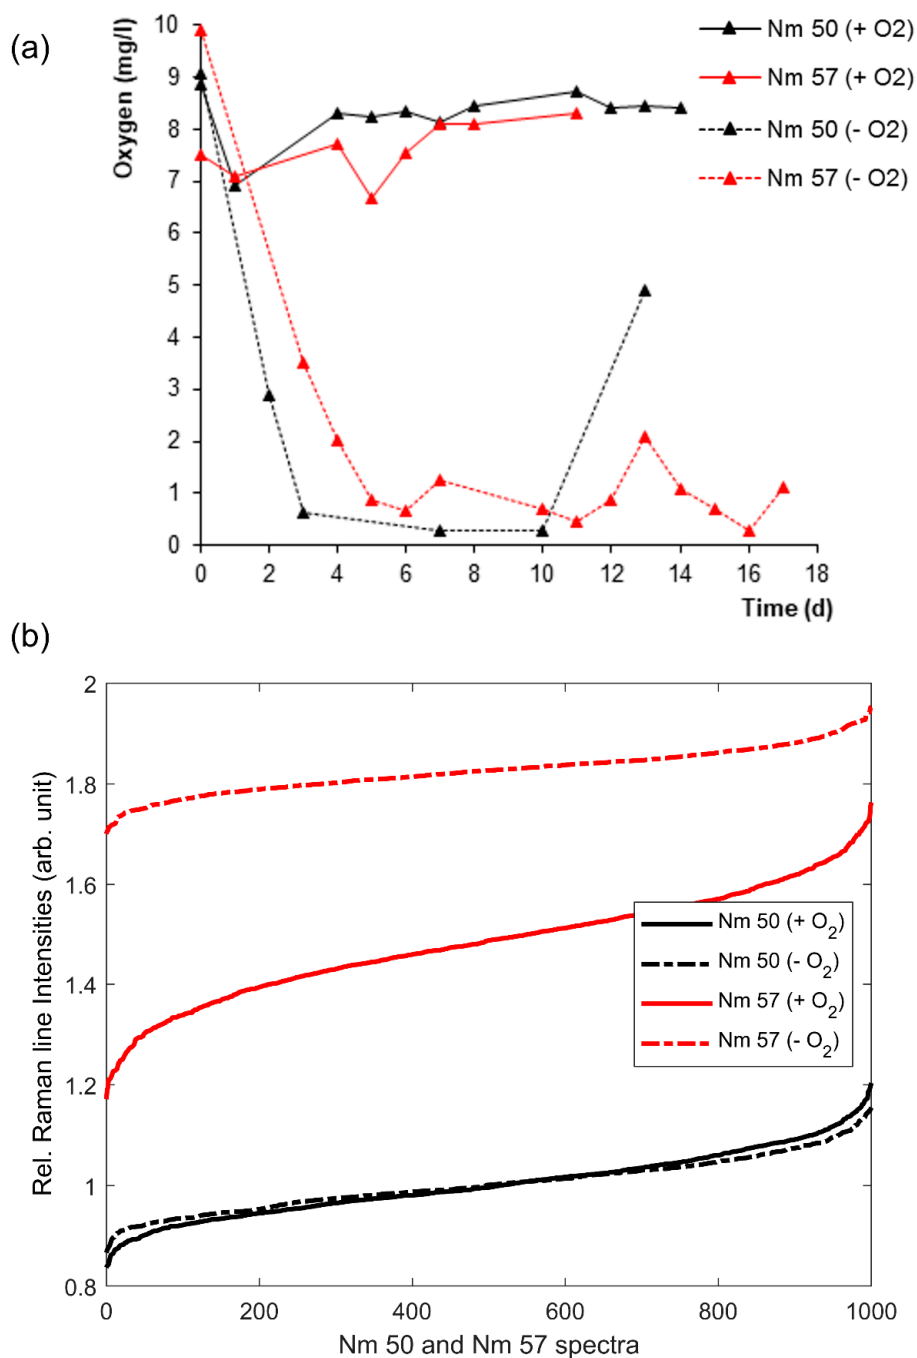 (a)
Oxygen (mg/l)
10
9
8
7
6
5
4
3
2
1
0
0 2 4 6 8 10 12 14 16 18
Time (d)
Nm 50 (+ O2)
Nm 57 (+ O2)
Nm 50 (- O2)
Nm 57 (- O2)
(b)
Rel. Raman line Intensities (arb. unit)
2
1.8
1.6
1.4
1.2
1
0.8
0 200 400 600 800 1000
Nm 50 and Nm 57 spectra
Nm 50 (+ O2)
Nm 50 (- O2)
Nm 57 (+ O2)
Nm 57 (- O2)